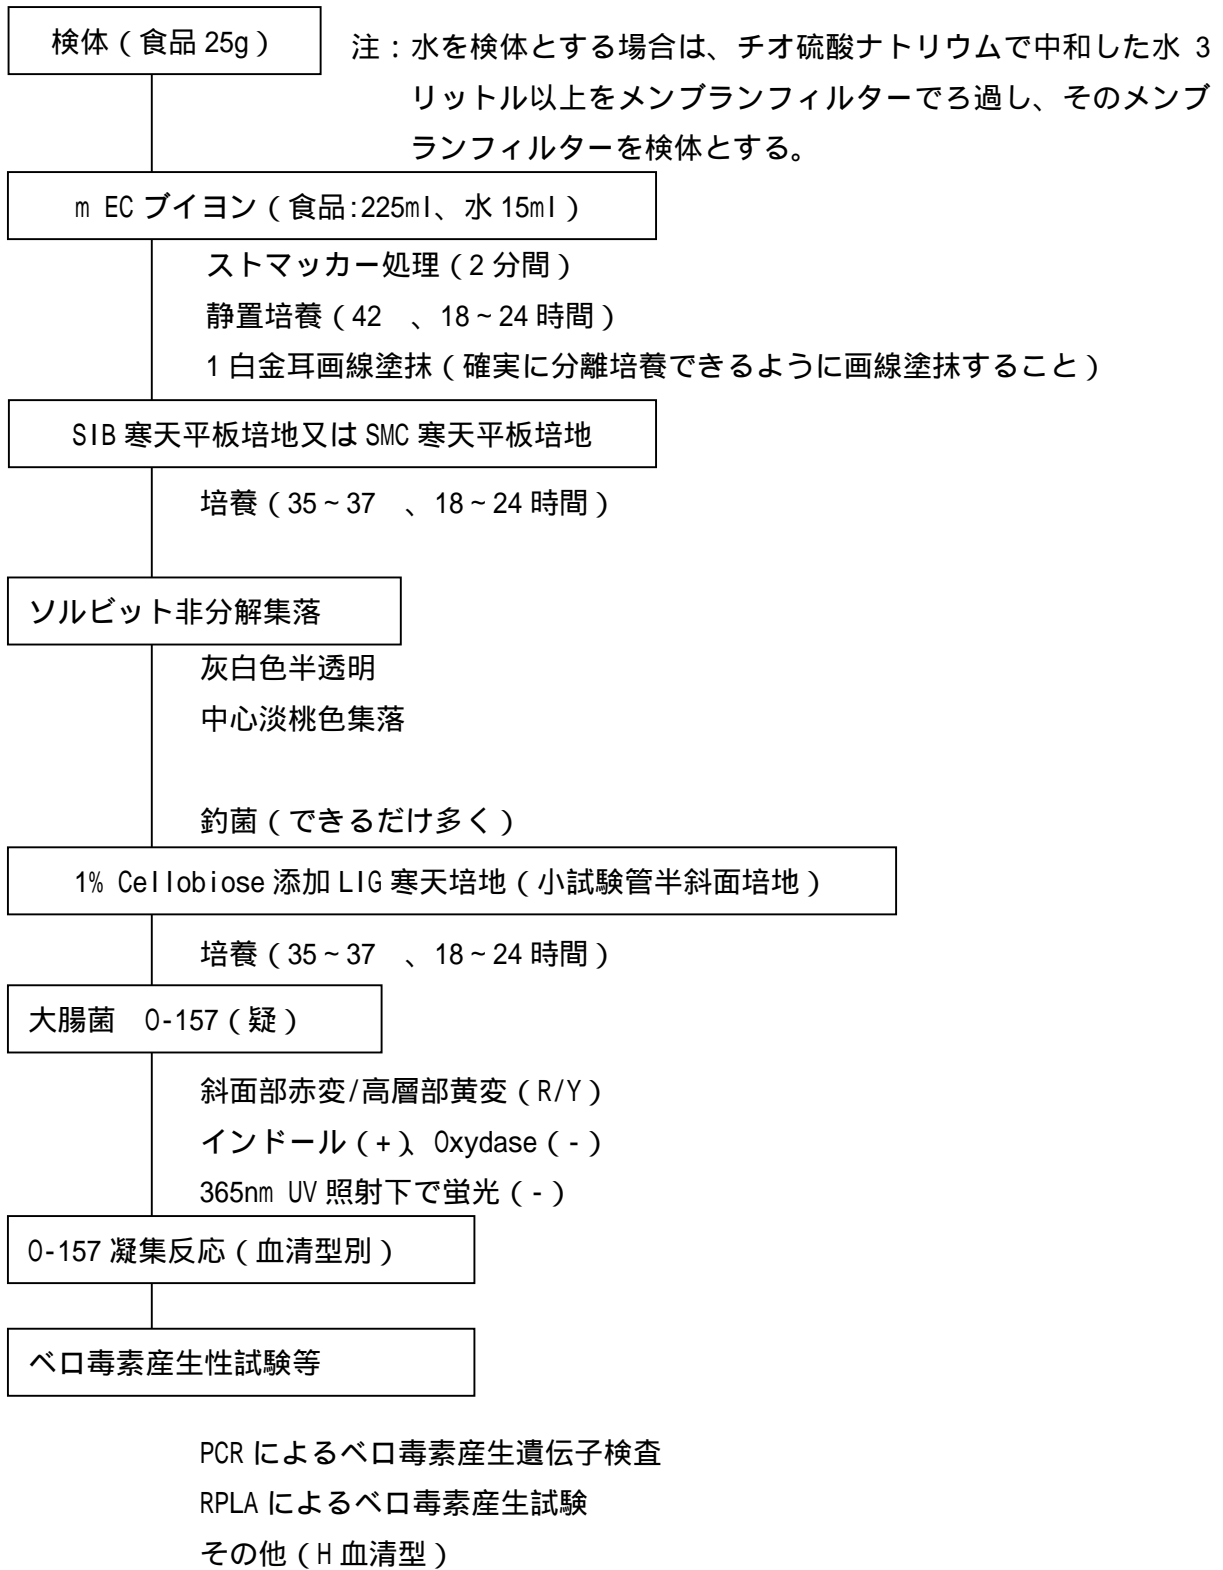 検体（食品 25g）
注：水を検体とする場合は、チオ硫酸ナトリウムで中和した水 3
リットル以上をメンブランフィルターでろ過し、そのメンブ
ランフィルターを検体とする。
m EC ブイヨン（食品:225ml、水 15ml）
ストマッカー処理（2 分間）
静置培養（42　、18～24 時間）
1 白金耳画線塗抹（確実に分離培養できるように画線塗抹すること）
SIB 寒天平板培地又は SMC 寒天平板培地
培養（35～37　、18～24 時間）
ソルビット非分解集落
灰白色半透明
中心淡桃色集落
釣菌（できるだけ多く）
1% Cellobiose 添加 LIG 寒天培地（小試験管半斜面培地）
培養（35～37　、18～24 時間）
大腸菌　O-157（疑）
斜面部赤変/高層部黄変（R/Y）
インドール（+）、Oxydase（-）
365nm UV 照射下で蛍光（-）
O-157 凝集反応（血清型別）
ベロ毒素産生性試験等
PCR によるベロ毒素産生遺伝子検査
RPLA によるベロ毒素産生試験
その他（H 血清型）